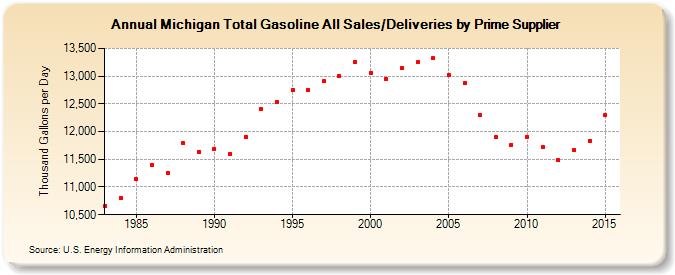 Annual Michigan Total Gasoline All Sales/Deliveries by Prime Supplier
Thousand Gallons per Day
13,500
13,000
12,500
12,000
11,500
11,000
10,500
1985 1990 1995 2000 2005 2010 2015
Source: U.S. Energy Information Administration